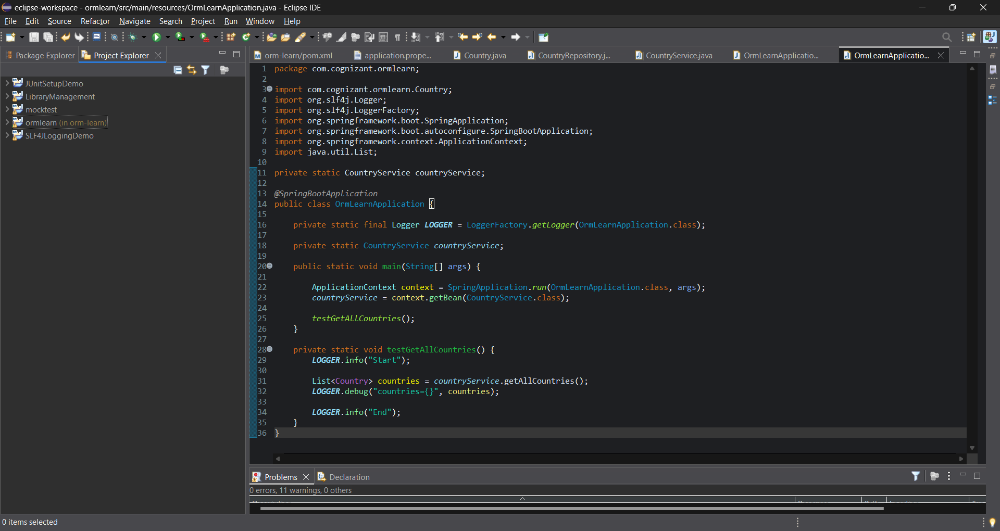 eclipse-workspace - ormlearn/src/main/resources/OrmLearnApplication.java - Eclipse IDE
File Edit Source Refactor Navigate Search Project Run Window Help
Package Explorer Project Explorer
JUnitSetupDemo
LibraryManagement
mocktest
ormlearn (in orm-learn)
SLF4JLoggingDemo
orm-learn/pom.xml application.prope... Country.java CountryRepository.j... CountryService.java OrmLearnApplicatio... OrmLearnApplicatio...
1 package com.cognizant.ormlearn;
2
3 import com.cognizant.ormlearn.Country;
4 import org.slf4j.Logger;
5 import org.slf4j.LoggerFactory;
6 import org.springframework.boot.SpringApplication;
7 import org.springframework.boot.autoconfigure.SpringBootApplication;
8 import org.springframework.context.ApplicationContext;
9 import java.util.List;
10
11 private static CountryService countryService;
12
13 @SpringBootApplication
14 public class OrmLearnApplication {
15
16 private static final Logger LOGGER = LoggerFactory.getLogger(OrmLearnApplication.class);
17
18 private static CountryService countryService;
19
20 public static void main(String[] args) {
21
22 ApplicationContext context = SpringApplication.run(OrmLearnApplication.class, args);
23 countryService = context.getBean(CountryService.class);
24
25 testGetAllCountries();
26 }
27
28 private static void testGetAllCountries() {
29 LOGGER.info("Start");
30
31 List<Country> countries = countryService.getAllCountries();
32 LOGGER.debug("countries={}", countries);
33
34 LOGGER.info("End");
35 }
36 }
Problems Declaration
0 errors, 11 warnings, 0 others
0 items selected